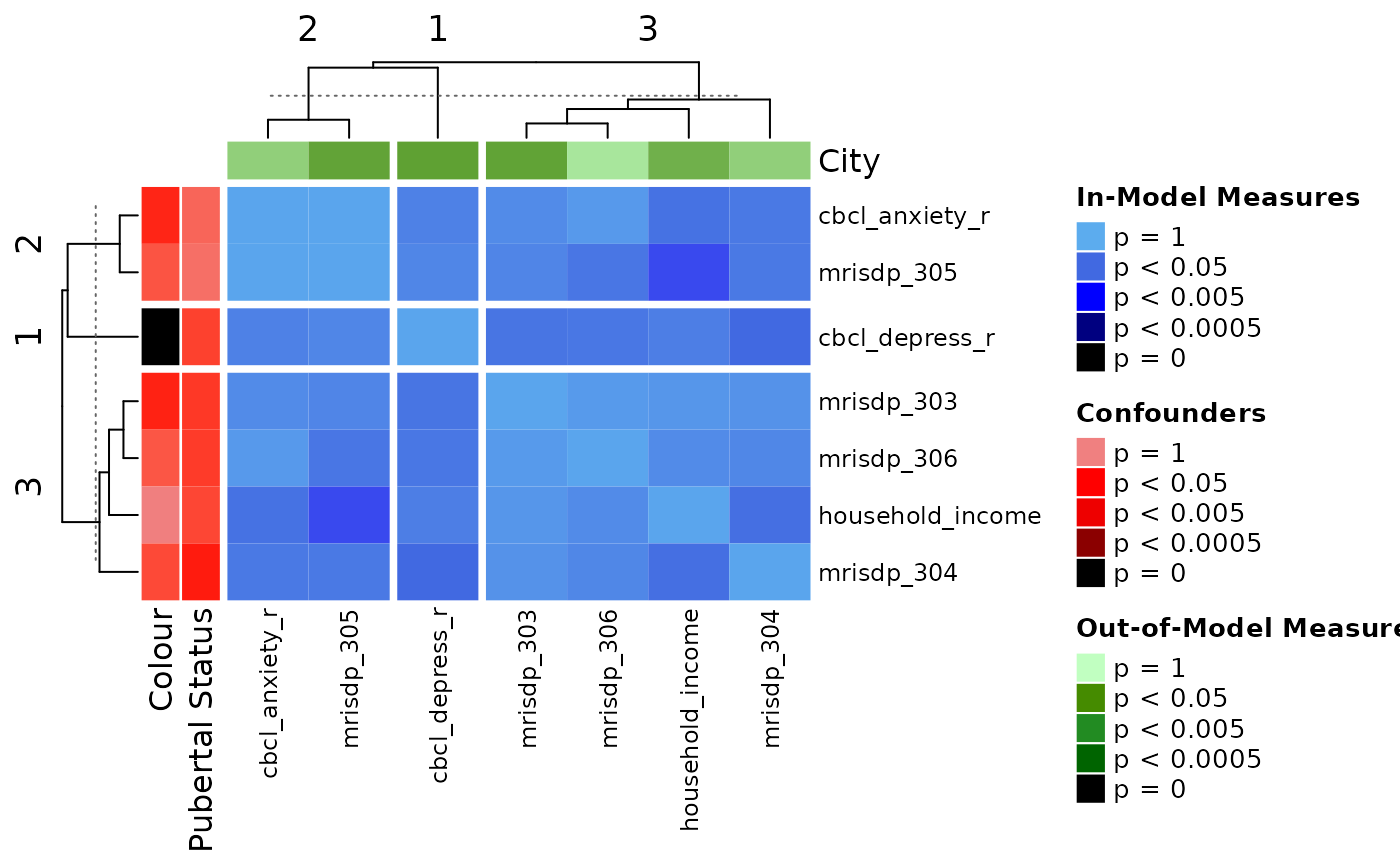 2 1 3
City
2
1
3
cbcl_anxiety_r
mrisdp_305
cbcl_depress_r
mrisdp_303
mrisdp_306
household_income
mrisdp_304
Colour
Pubertal Status
cbcl_anxiety_r
mrisdp_305
cbcl_depress_r
mrisdp_303
mrisdp_306
household_income
mrisdp_304
In-Model Measures
p = 1
p < 0.05
p < 0.005
p < 0.0005
p = 0
Confounders
p = 1
p < 0.05
p < 0.005
p < 0.0005
p = 0
Out-of-Model Measure
p = 1
p < 0.05
p < 0.005
p < 0.0005
p = 0